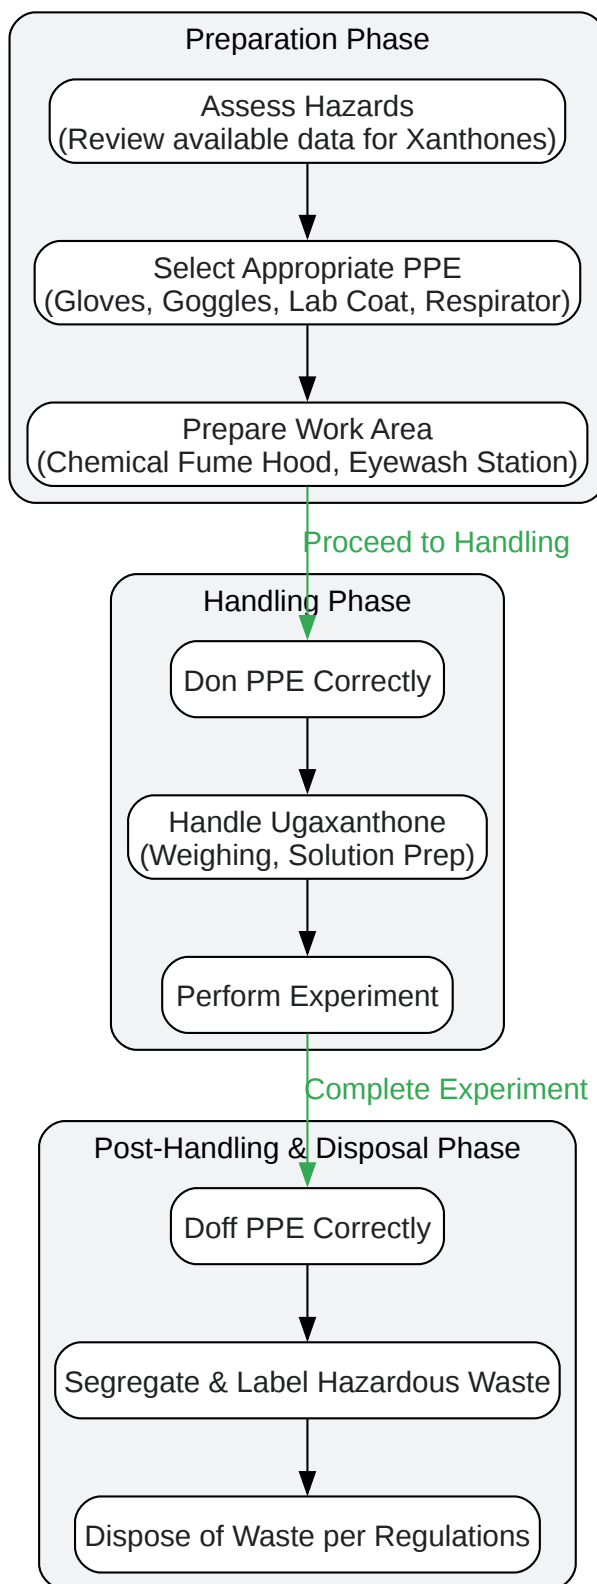 Preparation Phase
Assess Hazards
(Review available data for Xanthones)
Select Appropriate PPE
(Gloves, Goggles, Lab Coat, Respirator)
Prepare Work Area
(Chemical Fume Hood, Eyewash Station)
Proceed to Handling
Handling Phase
Don PPE Correctly
Handle Ugaxanthone
(Weighing, Solution Prep)
Perform Experiment
Complete Experiment
Post-Handling & Disposal Phase
Doff PPE Correctly
Segregate & Label Hazardous Waste
Dispose of Waste per Regulations